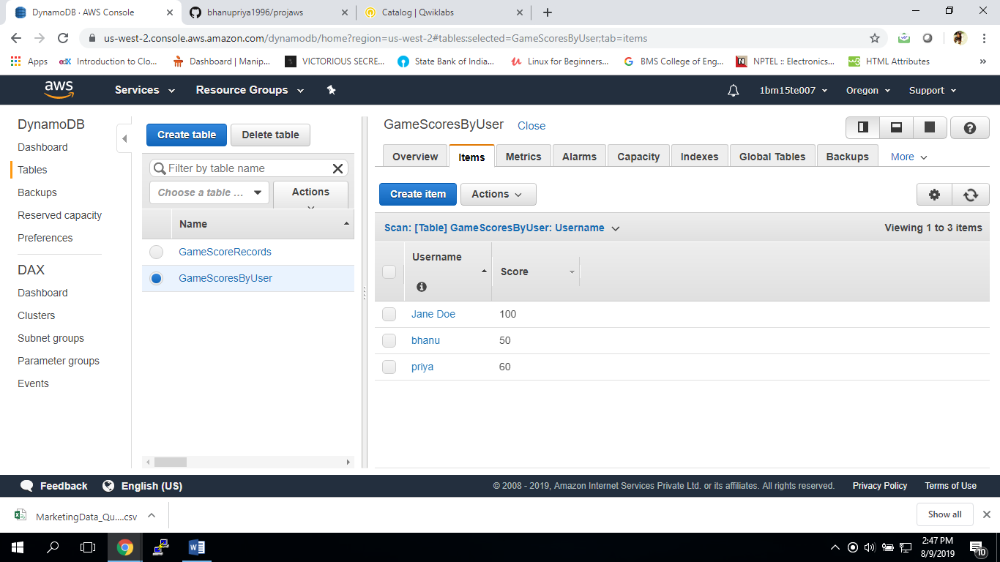 DynamoDB · AWS Console
bhanupriya1996/projaws
Catalog | Qwiklabs
us-west-2.console.aws.amazon.com/dynamodb/home?region=us-west-2#tables:selected=GameScoresByUser;tab=items
Apps
edX Introduction to Clo...
Dashboard | Manip...
VICTORIOUS SECRE...
State Bank of India...
Linux for Beginners...
G BMS College of Eng...
NPTEL :: Electronics...
w3 HTML Attributes
»
aws
Services
Resource Groups
1bm15te007
Oregon
Support
DynamoDB
Dashboard
Tables
Backups
Reserved capacity
Preferences
DAX
Dashboard
Clusters
Subnet groups
Parameter groups
Events
Create table
Delete table
Filter by table name
Choose a table ...
Actions
Name
GameScoreRecords
GameScoresByUser
GameScoresByUser
Close
Overview
Items
Metrics
Alarms
Capacity
Indexes
Global Tables
Backups
More
Create item
Actions
Scan: [Table] GameScoresByUser: Username
Viewing 1 to 3 items
Username
Score
Jane Doe 100
bhanu 50
priya 60
Feedback
English (US)
© 2008 - 2019, Amazon Internet Services Private Ltd. or its affiliates. All rights reserved.
Privacy Policy
Terms of Use
MarketingData_Qu....csv
Show all
2:47 PM
8/9/2019
10